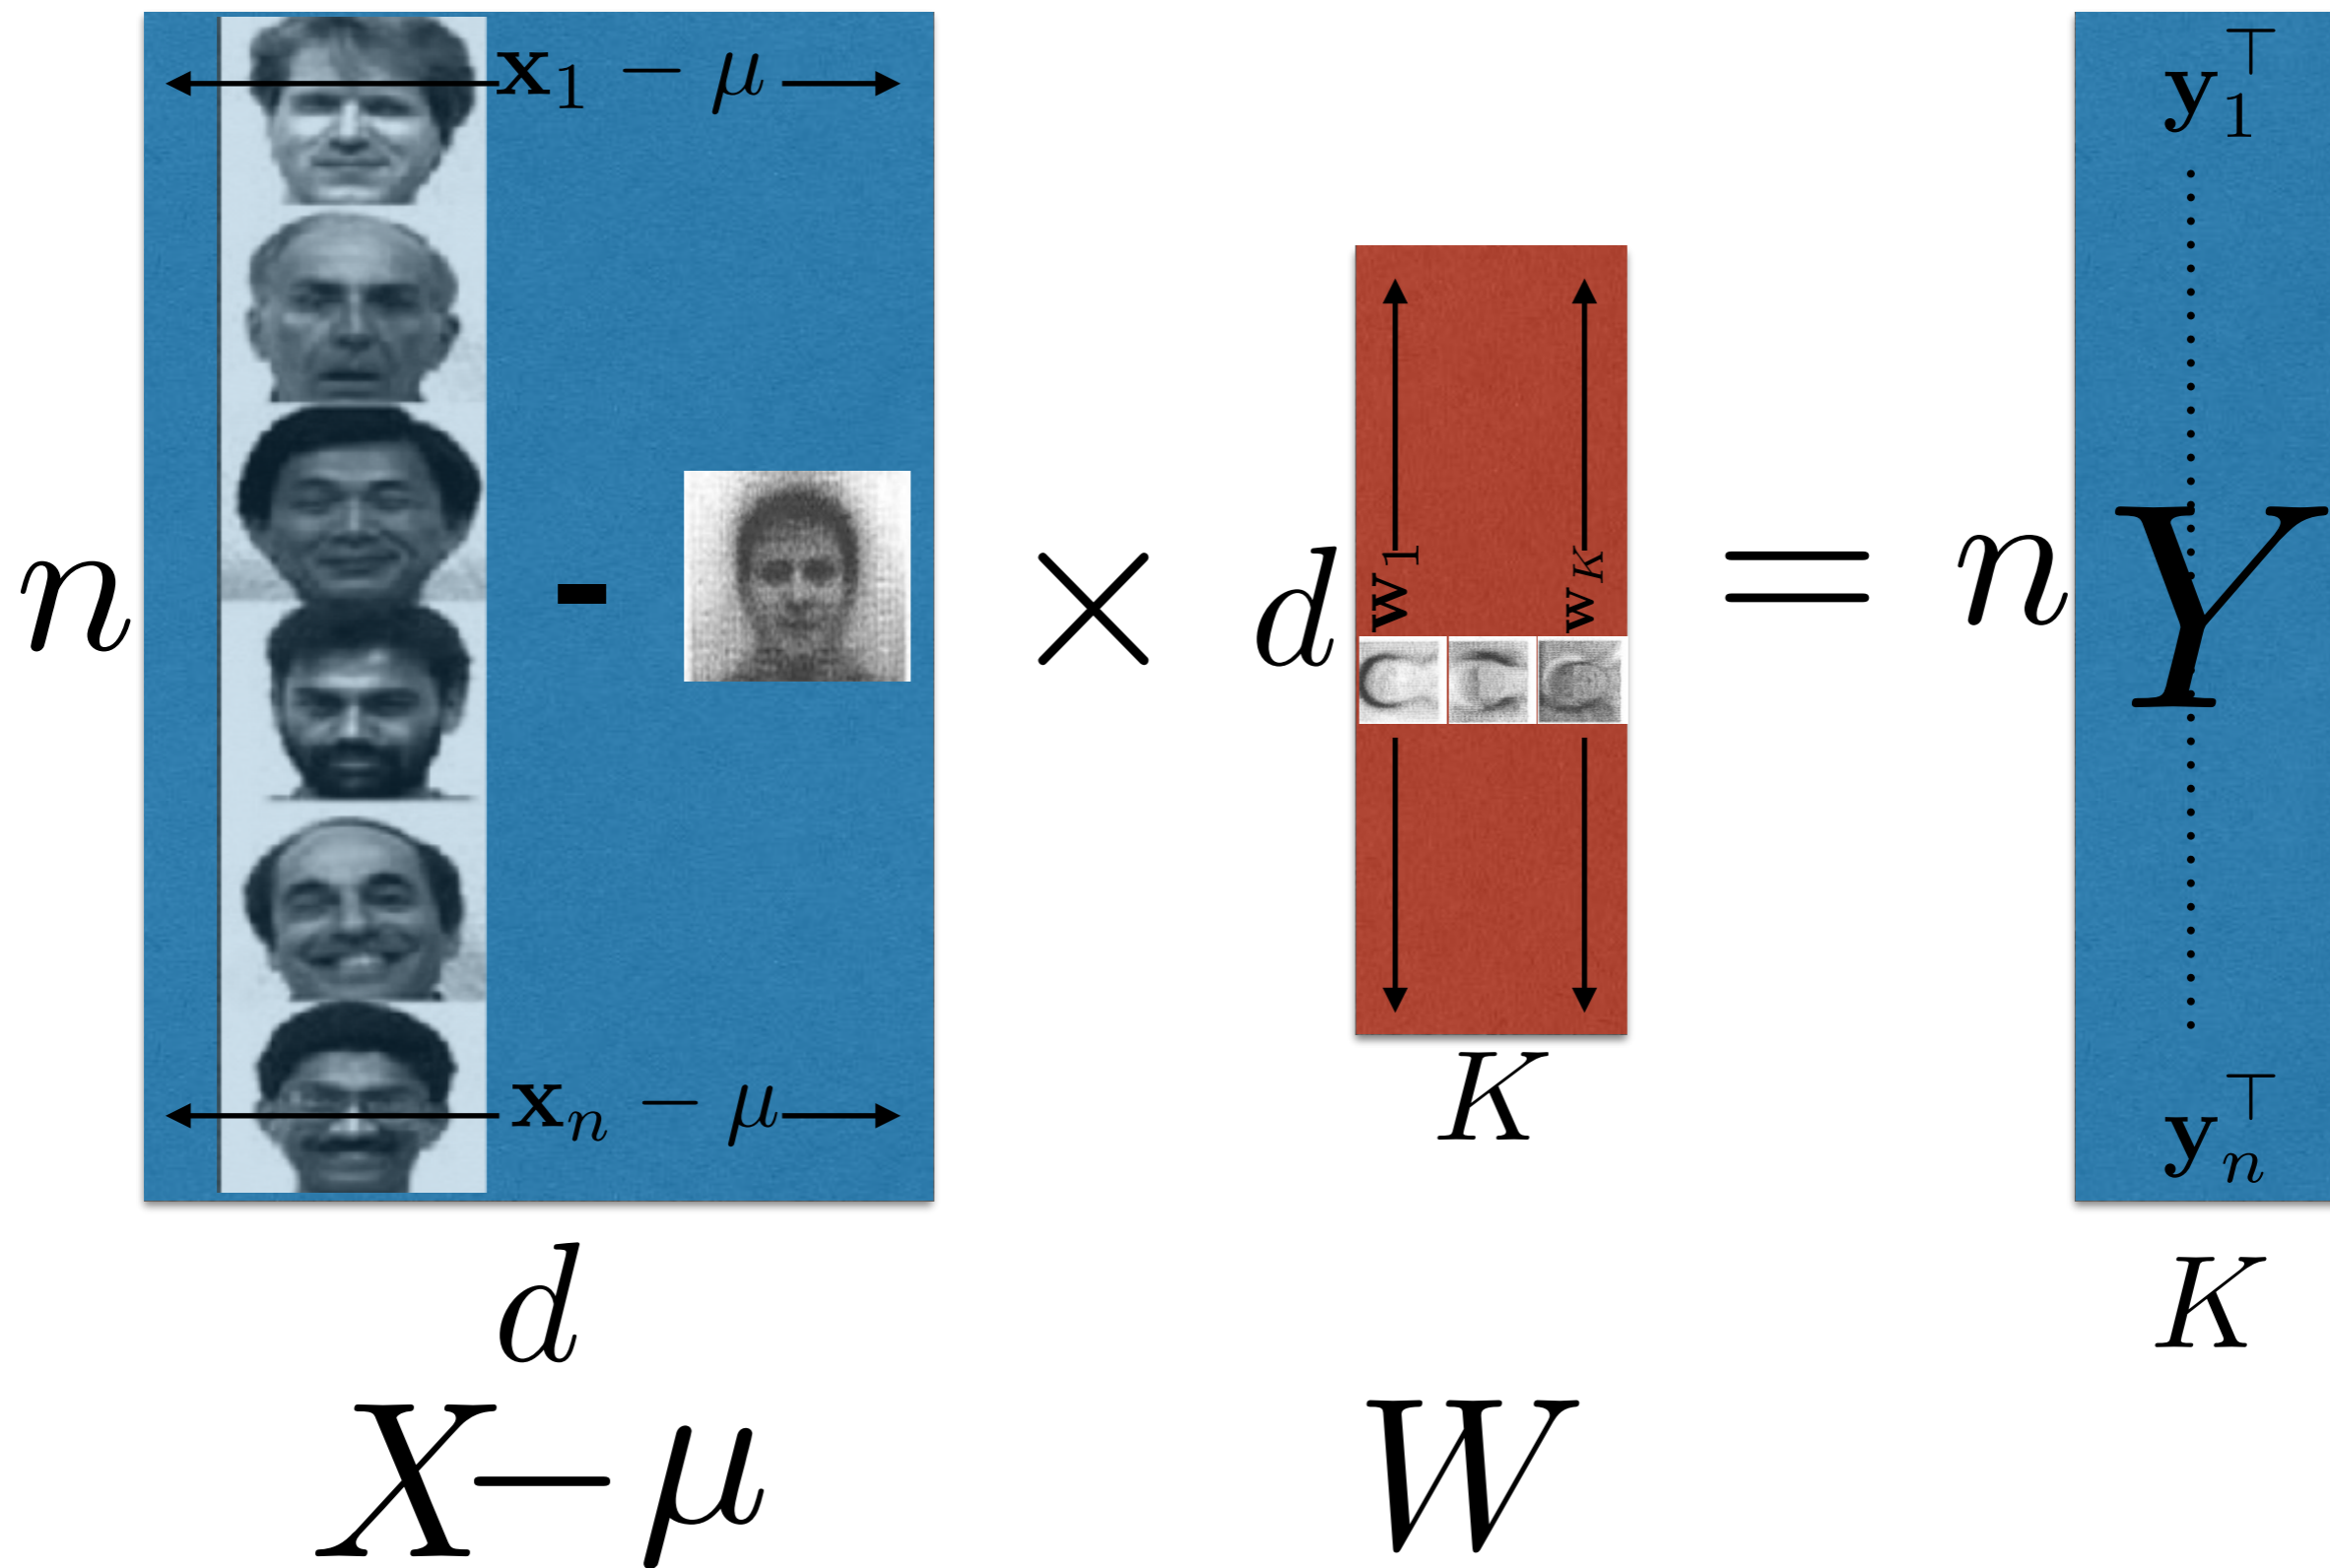 x₁ − μ
y₁⊤
n
-
×
d
w₁
w_K
=
n
Y
K
x_n − μ
y_n⊤
d
K
X − μ
W